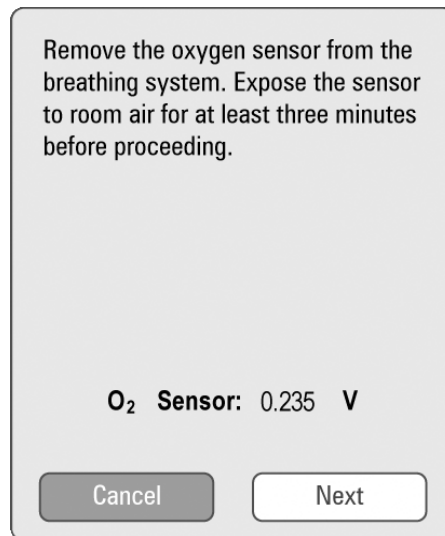 Remove the oxygen sensor from the
breathing system. Expose the sensor
to room air for at least three minutes
before proceeding.
O₂ Sensor: 0.235 V
Cancel Next